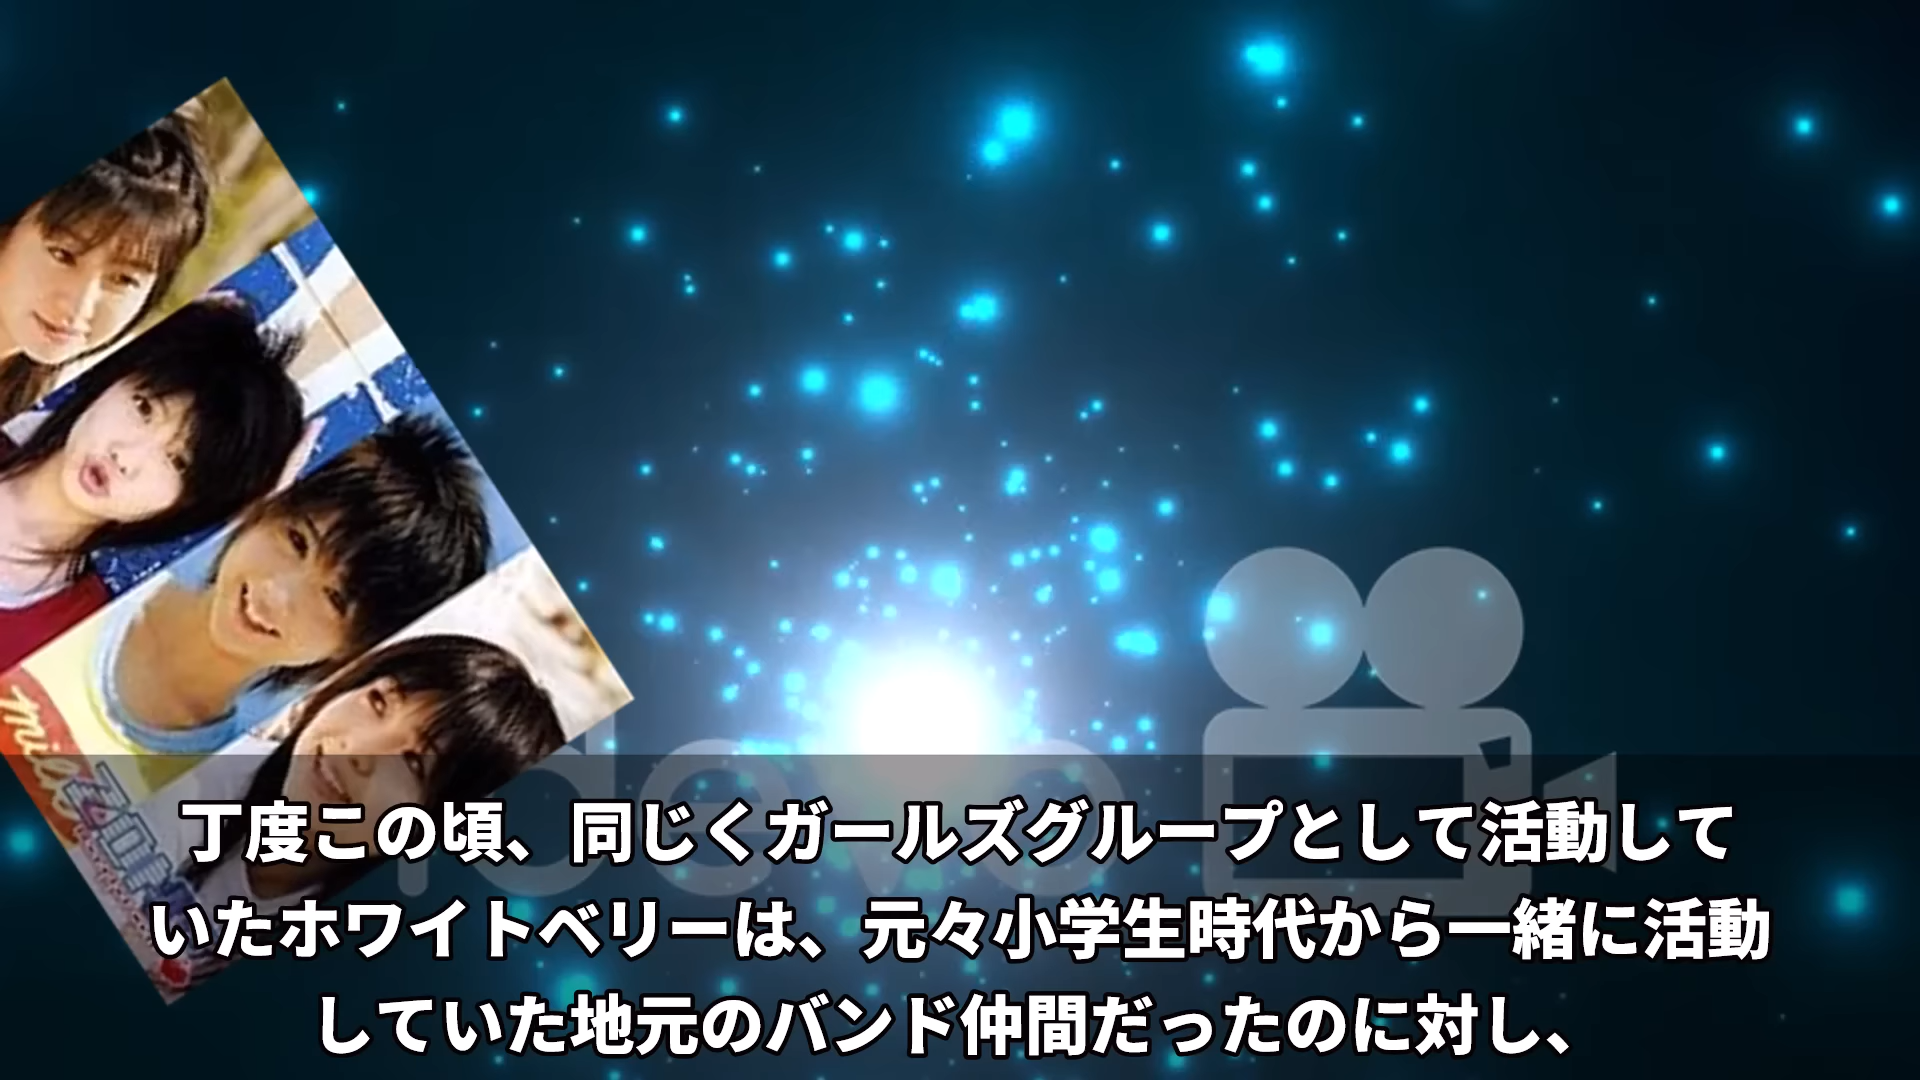 丁度この頃、同じくガールズグループとして活動して
いたホワイトベリーは、元々小学生時代から一緒に活動
していた地元のバンド仲間だったのに対し、
ZONE